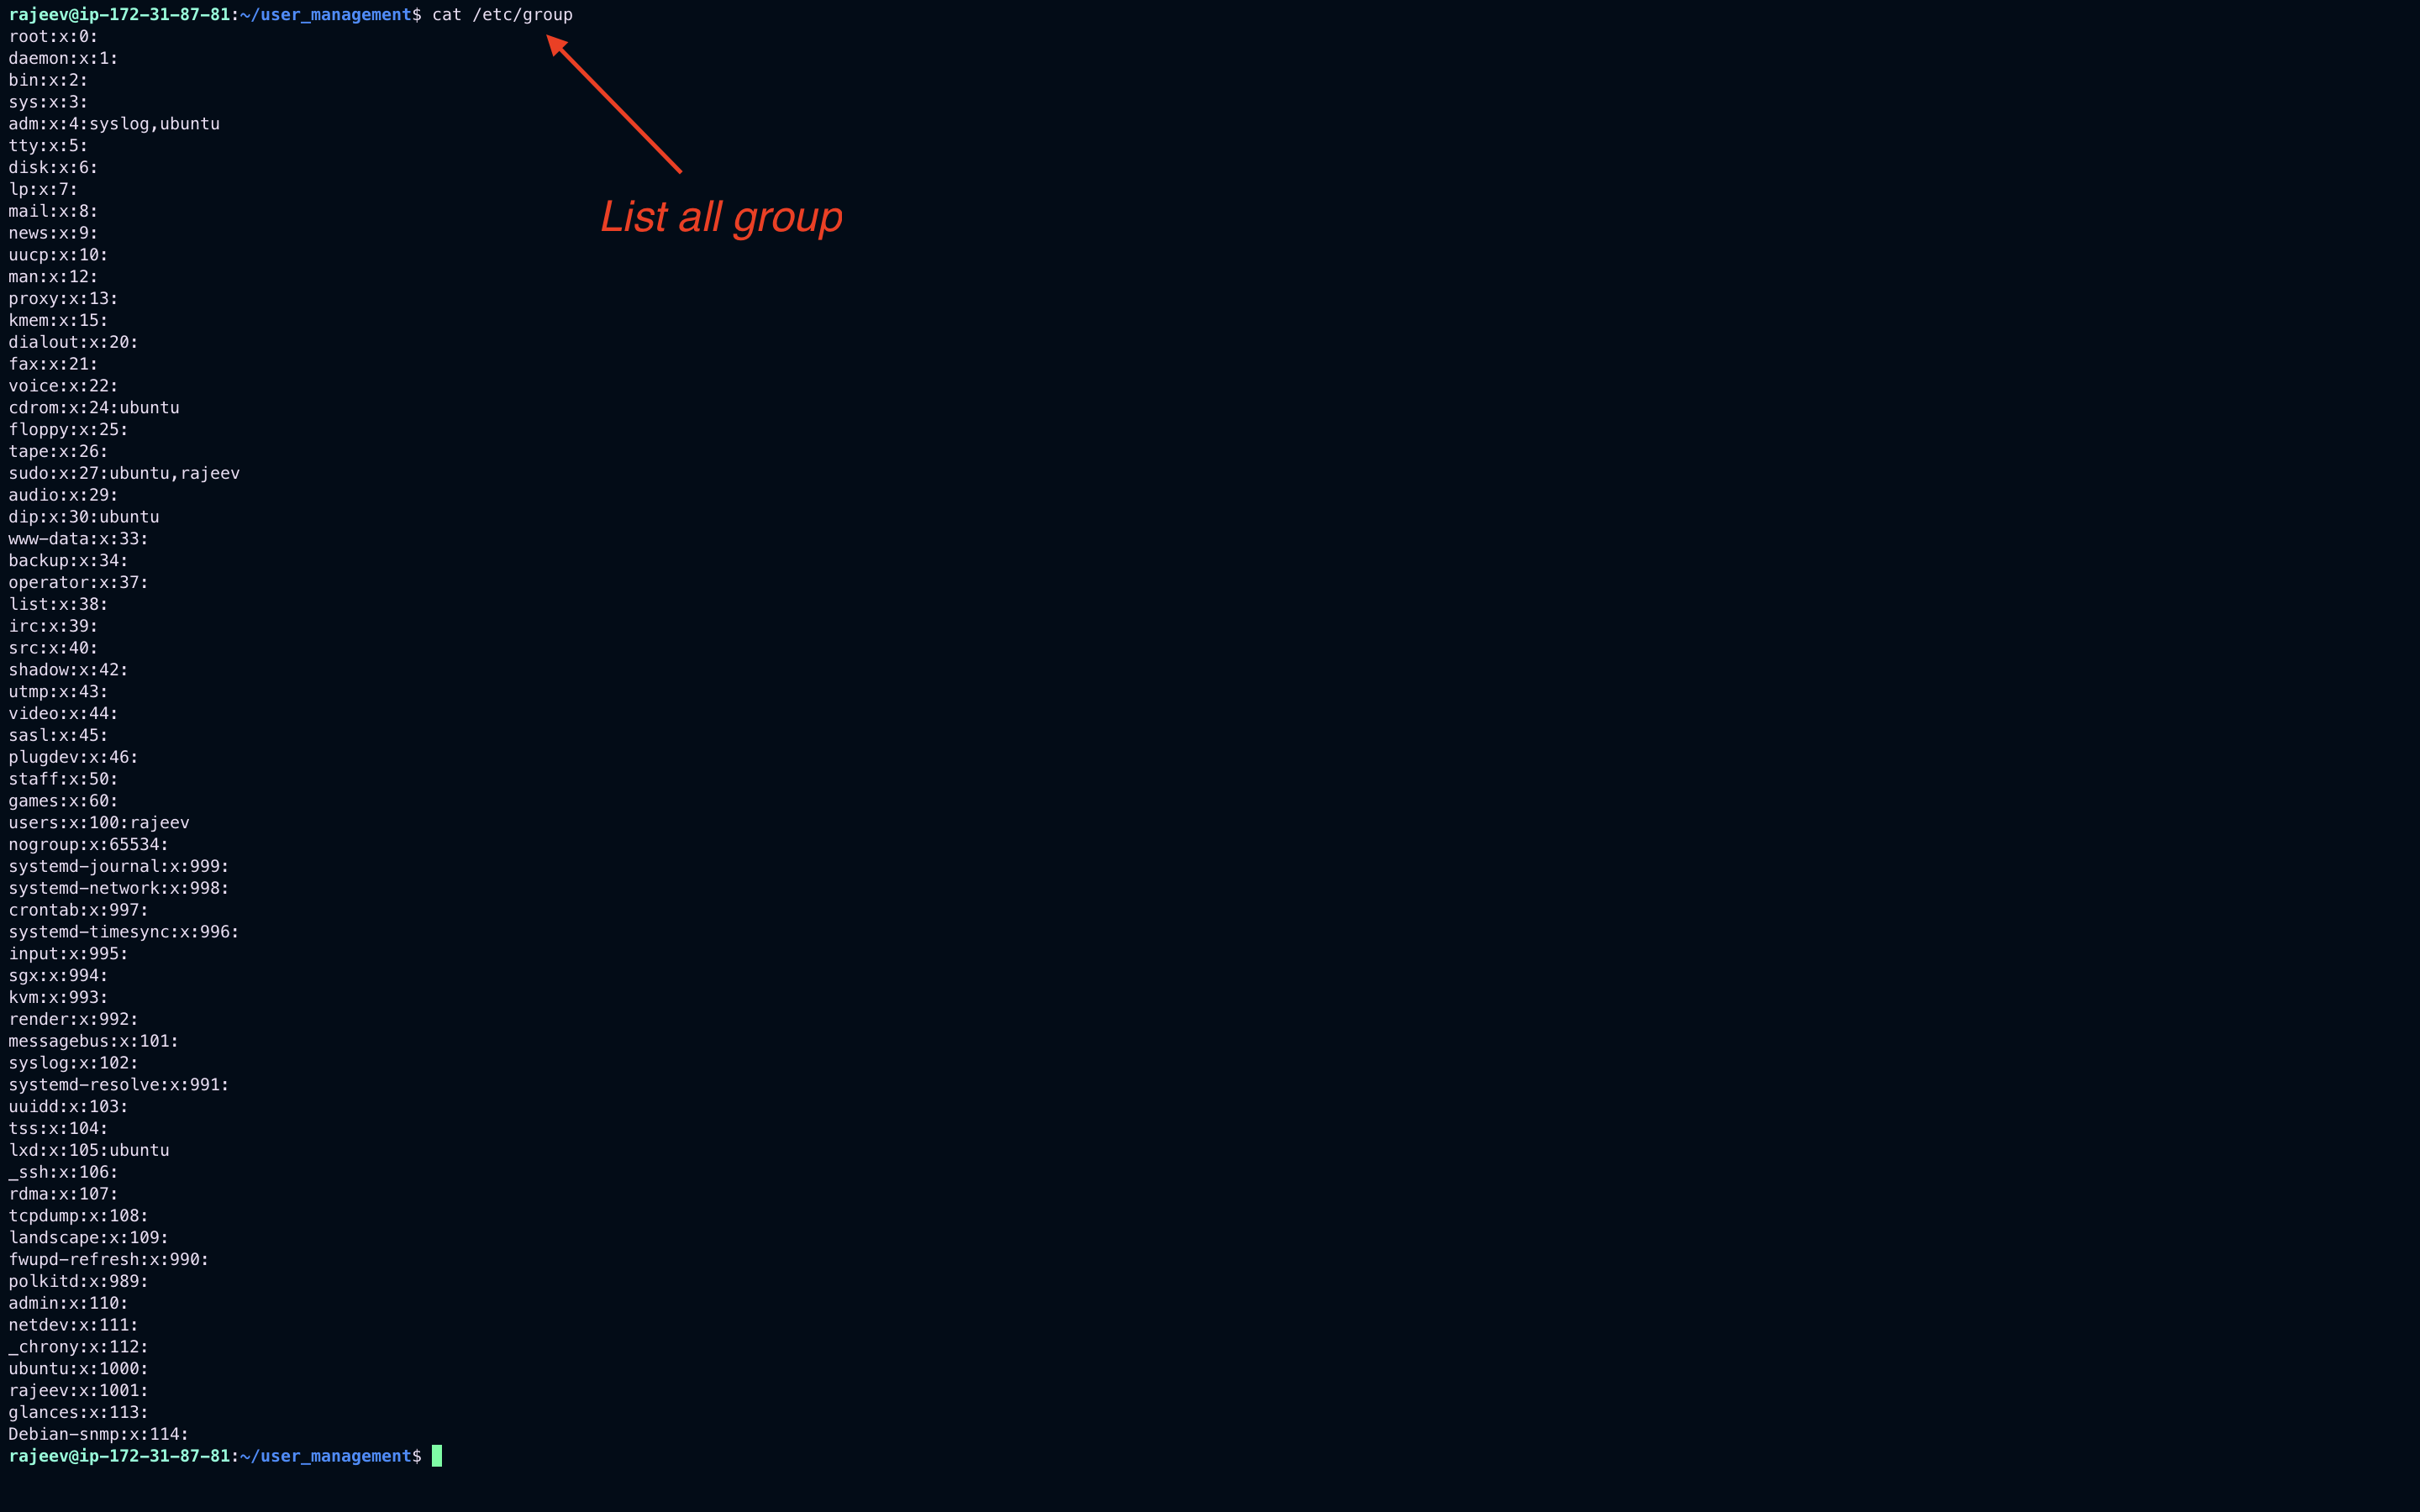 rajeev@ip-172-31-87-81:~/user_management$ cat /etc/group
root:x:0:
daemon:x:1:
bin:x:2:
sys:x:3:
adm:x:4:syslog,ubuntu
tty:x:5:
disk:x:6:
lp:x:7:
mail:x:8:
news:x:9:
uucp:x:10:
man:x:12:
proxy:x:13:
kmem:x:15:
dialout:x:20:
fax:x:21:
voice:x:22:
cdrom:x:24:ubuntu
floppy:x:25:
tape:x:26:
sudo:x:27:ubuntu,rajeev
audio:x:29:
dip:x:30:ubuntu
www-data:x:33:
backup:x:34:
operator:x:37:
list:x:38:
irc:x:39:
src:x:40:
shadow:x:42:
utmp:x:43:
video:x:44:
sasl:x:45:
plugdev:x:46:
staff:x:50:
games:x:60:
users:x:100:rajeev
nogroup:x:65534:
systemd-journal:x:999:
systemd-network:x:998:
crontab:x:997:
systemd-timesync:x:996:
input:x:995:
sgx:x:994:
kvm:x:993:
render:x:992:
messagebus:x:101:
syslog:x:102:
systemd-resolve:x:991:
uuidd:x:103:
tss:x:104:
lxd:x:105:ubuntu
_ssh:x:106:
rdma:x:107:
tcpdump:x:108:
landscape:x:109:
fwupd-refresh:x:990:
polkitd:x:989:
admin:x:110:
netdev:x:111:
_chrony:x:112:
ubuntu:x:1000:
rajeev:x:1001:
glances:x:113:
Debian-snmp:x:114:
rajeev@ip-172-31-87-81:~/user_management$
List all group